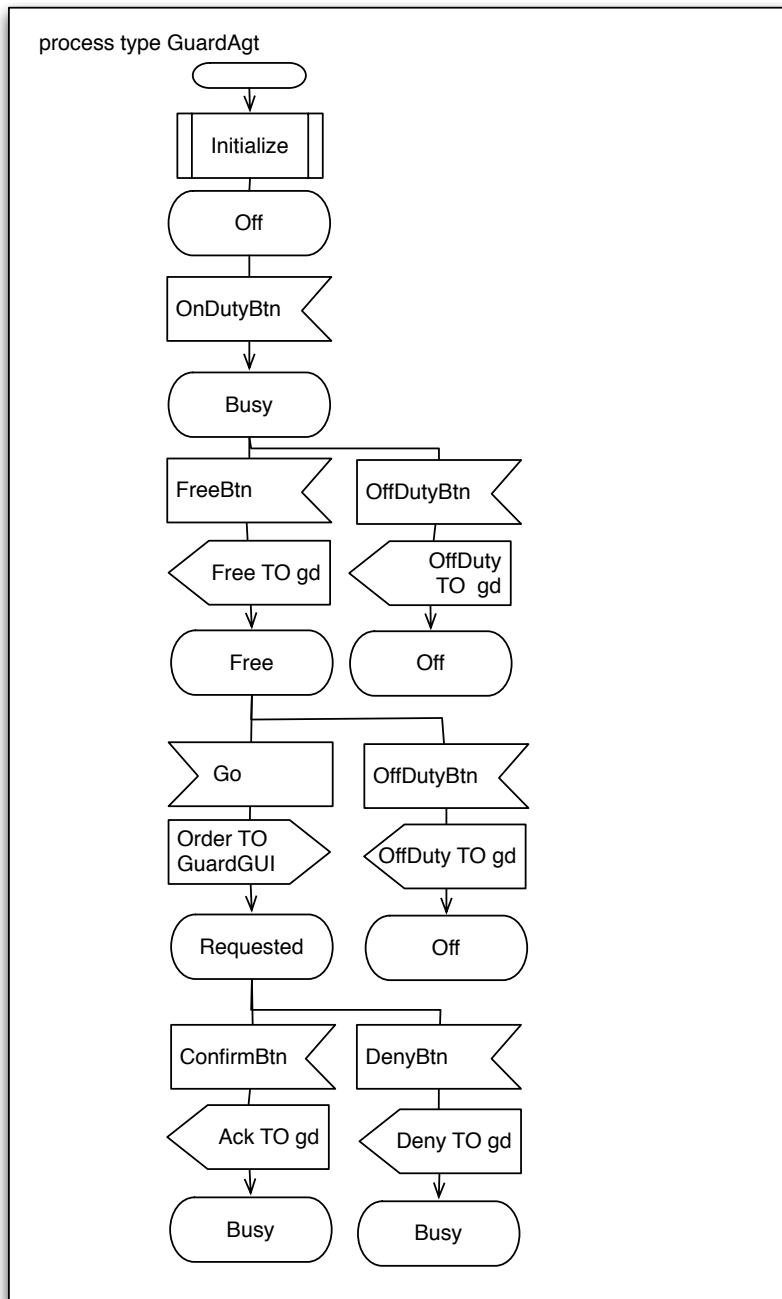 process type GuardAgt
Initialize
Off
OnDutyBtn
Busy
FreeBtn
OffDutyBtn
Free TO gd
OffDuty
TO gd
Free
Off
Go
OffDutyBtn
Order TO
GuardGUI
OffDuty TO gd
Requested
Off
ConfirmBtn
DenyBtn
Ack TO gd
Deny TO gd
Busy
Busy